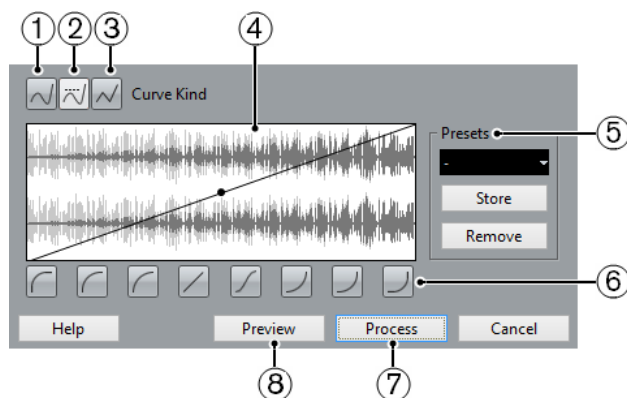 ① ② ③ ④
Curve Kind
Presets ⑤
-
Store
Remove
⑥
Help Preview Process Cancel
⑧ ⑦